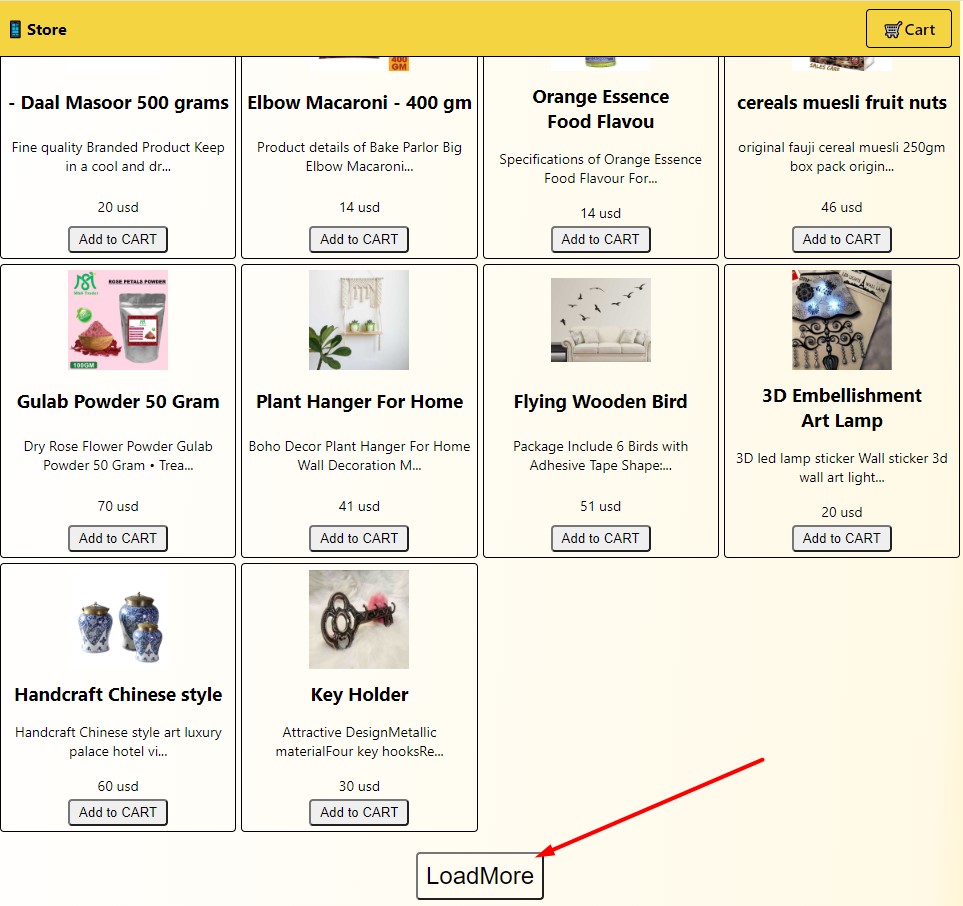 Store
Cart
400
GM
- Daal Masoor 500 grams
Fine quality Branded Product Keep
in a cool and dr...
20 usd
Add to CART
Elbow Macaroni - 400 gm
Product details of Bake Parlor Big
Elbow Macaroni...
14 usd
Add to CART
Orange Essence
Food Flavou
Specifications of Orange Essence
Food Flavour For...
14 usd
Add to CART
cereals muesli fruit nuts
original fauji cereal muesli 250gm
box pack origin...
46 usd
Add to CART
ROSE PETALS POWDER
100GM
Gulab Powder 50 Gram
Dry Rose Flower Powder Gulab
Powder 50 Gram • Trea...
70 usd
Add to CART
Plant Hanger For Home
Boho Decor Plant Hanger For Home
Wall Decoration M...
41 usd
Add to CART
Flying Wooden Bird
Package Include 6 Birds with
Adhesive Tape Shape:...
51 usd
Add to CART
3D Embellishment
Art Lamp
3D led lamp sticker Wall sticker 3d
wall art light...
20 usd
Add to CART
Handcraft Chinese style
Handcraft Chinese style art luxury
palace hotel vi...
60 usd
Add to CART
Key Holder
Attractive DesignMetallic
materialFour key hooksRe...
30 usd
Add to CART
LoadMore